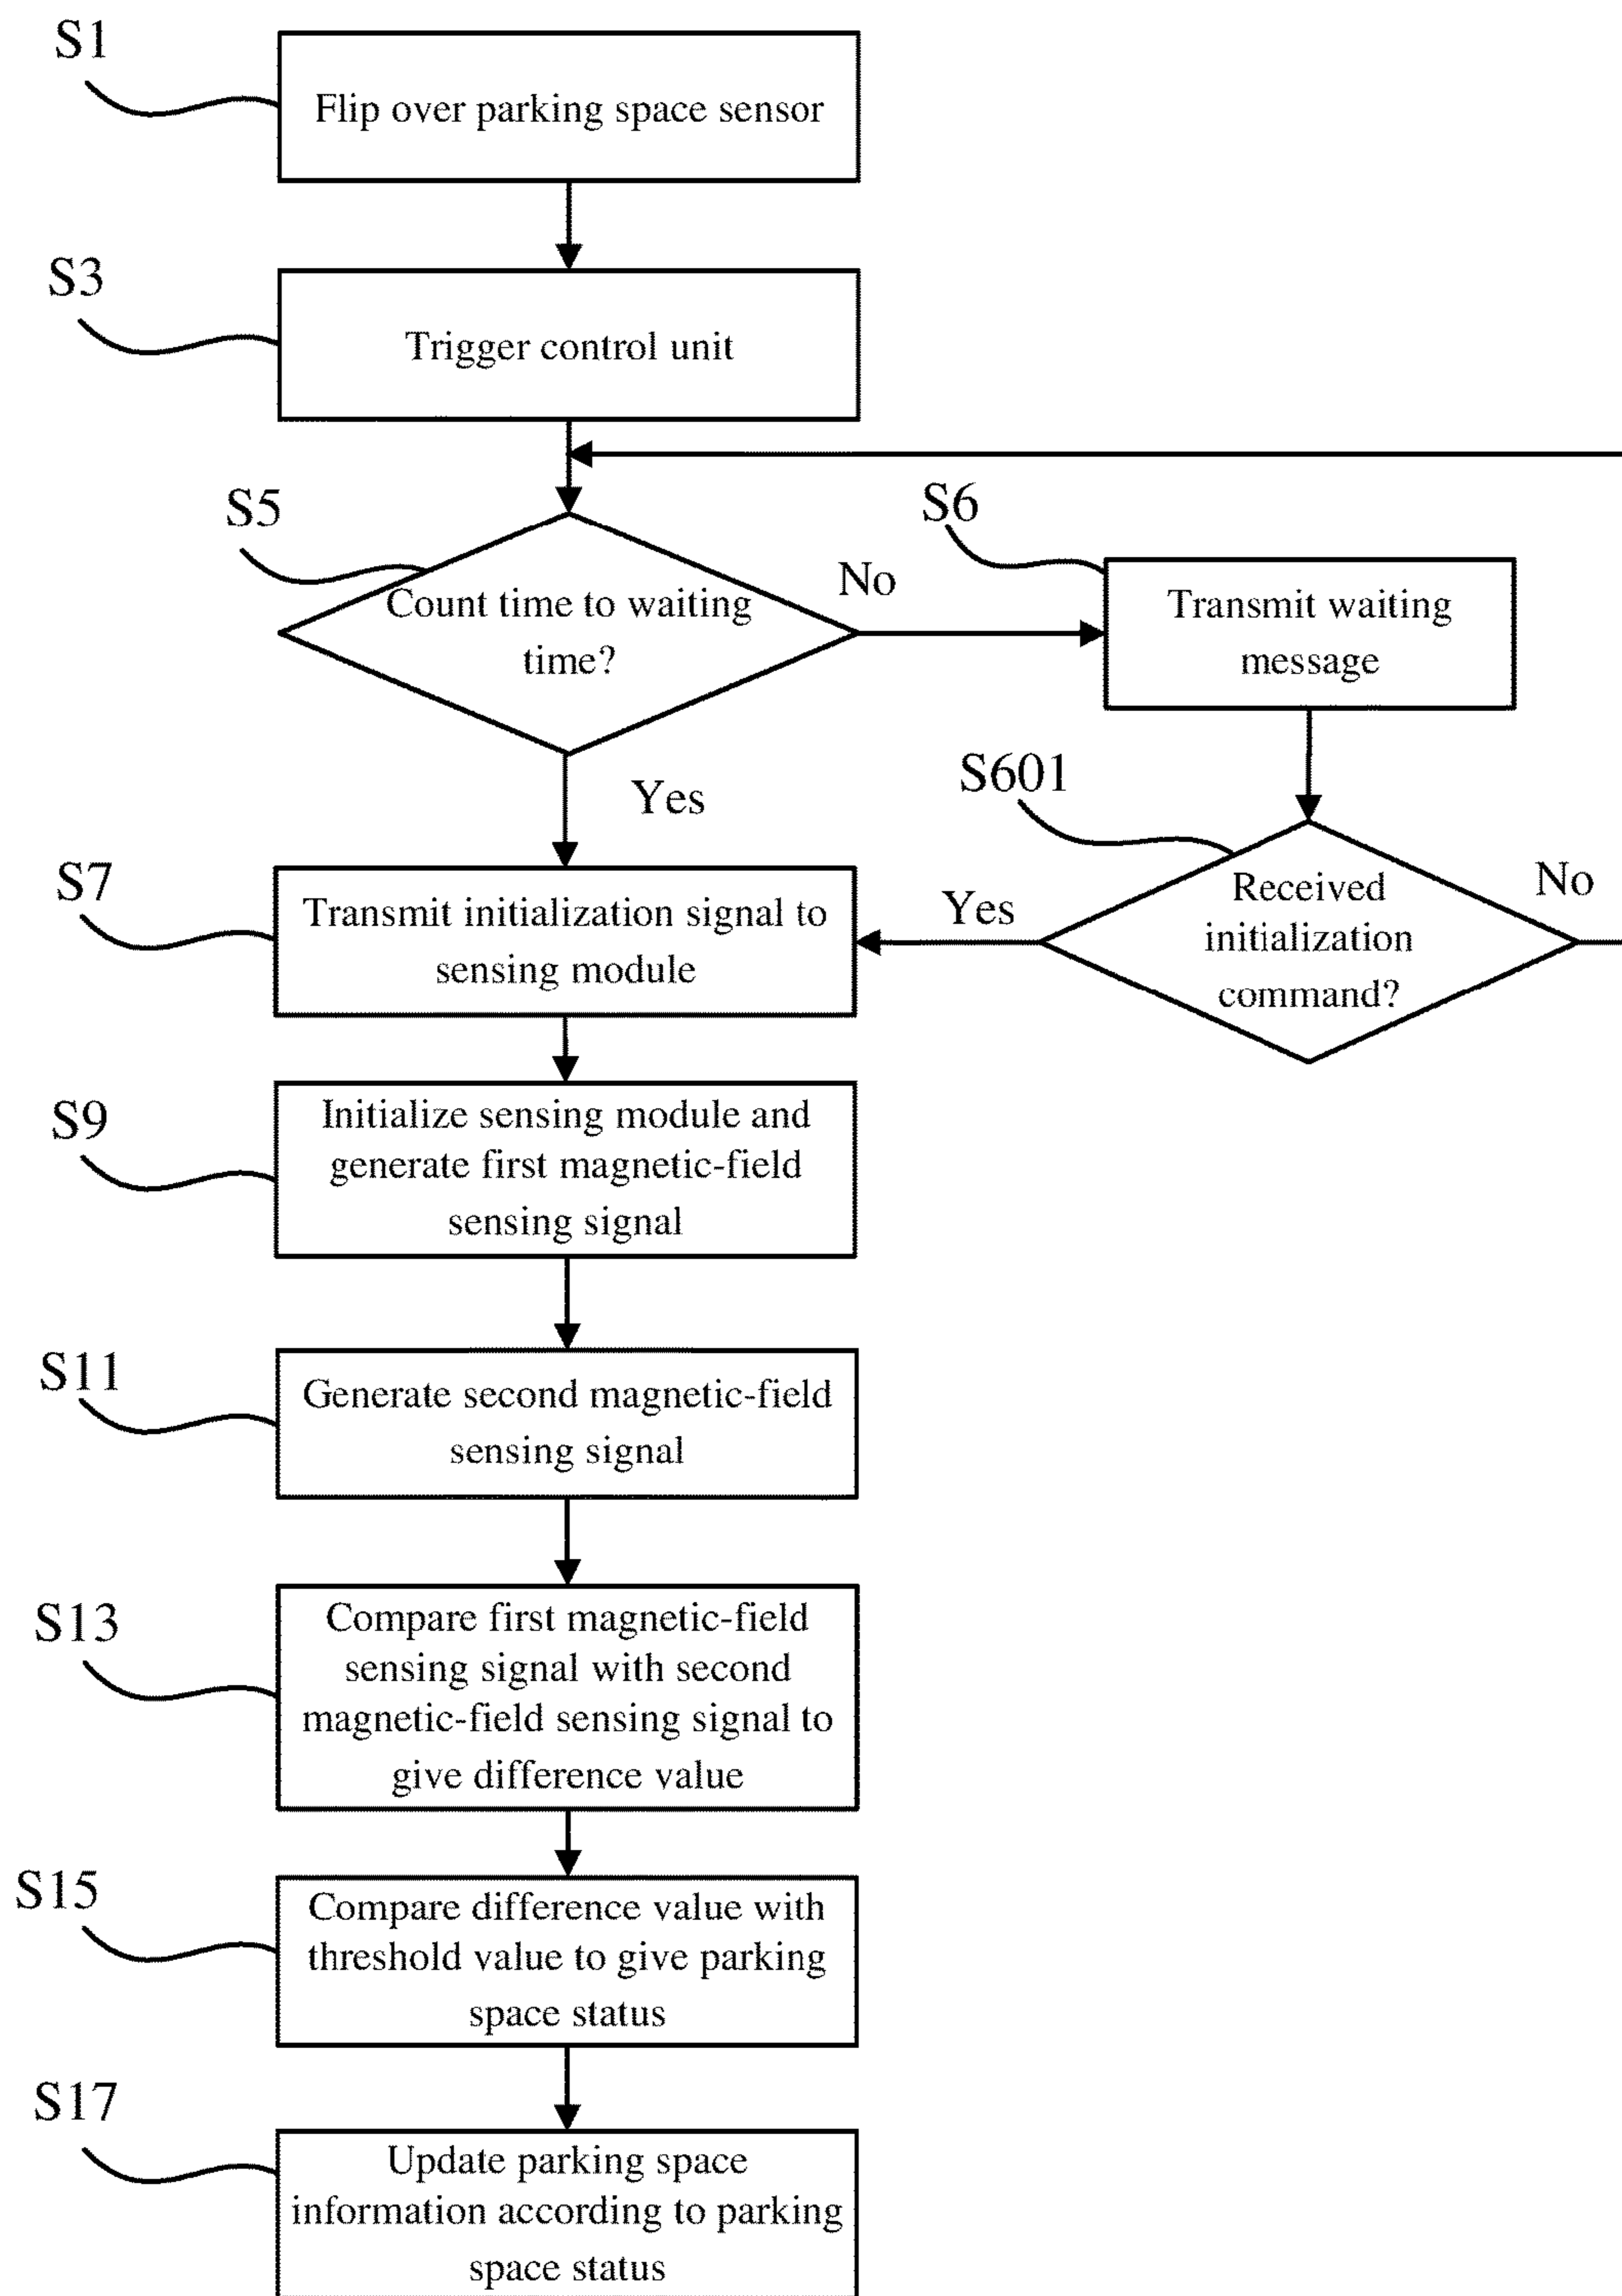 S1
Flip over parking space sensor
S3
Trigger control unit
S5
Count time to waiting
time?
No
S6
Transmit waiting
message
Yes
S601
Received
initialization
command?
Yes
No
S7
Transmit initialization signal to
sensing module
S9
Initialize sensing module and
generate first magnetic-field
sensing signal
S11
Generate second magnetic-field
sensing signal
S13
Compare first magnetic-field
sensing signal with second
magnetic-field sensing signal to
give difference value
S15
Compare difference value with
threshold value to give parking
space status
S17
Update parking space
information according to parking
space status